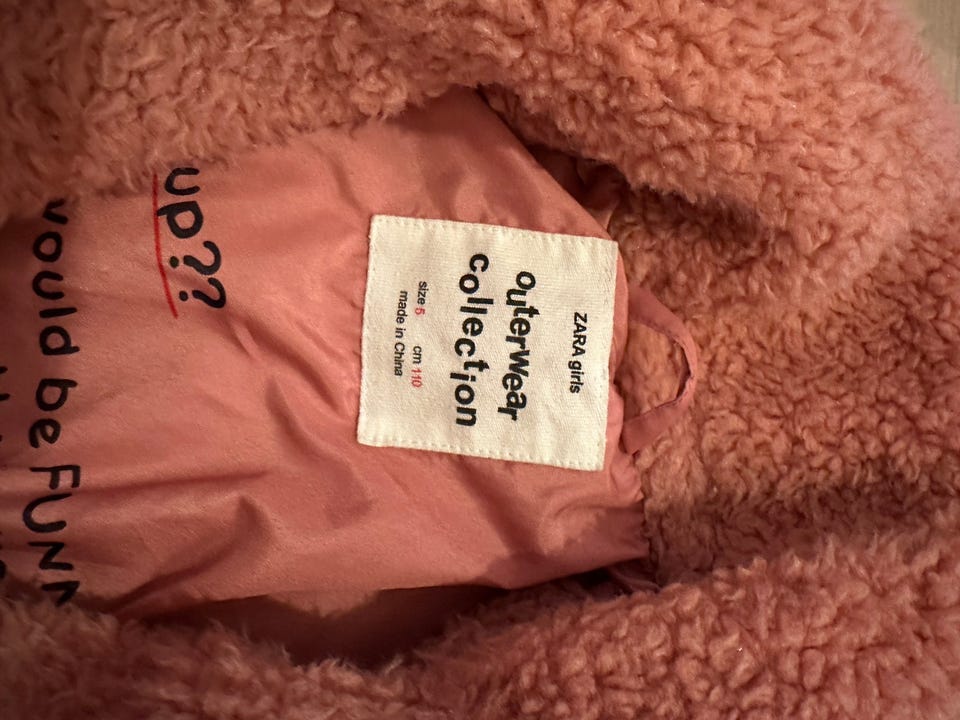 ZARA girls
outerwear
collection
size 5 cm 110
made in China
up??
would be FUNN